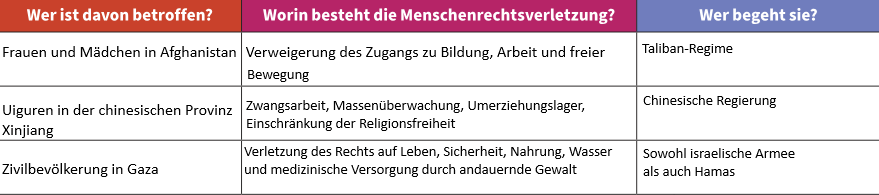 Wer ist davon betroffen?
Worin besteht die Menschenrechtsverletzung?
Wer begeht sie?
Frauen und Mädchen in Afghanistan
Verweigerung des Zugangs zu Bildung, Arbeit und freier
Bewegung
Taliban-Regime
Uiguren in der chinesischen Provinz
Xinjiang
Zwangsarbeit, Massenüberwachung, Umerziehungslager,
Einschränkung der Religionsfreiheit
Chinesische Regierung
Zivilbevölkerung in Gaza
Verletzung des Rechts auf Leben, Sicherheit, Nahrung, Wasser
und medizinische Versorgung durch andauernde Gewalt
Sowohl israelische Armee
als auch Hamas